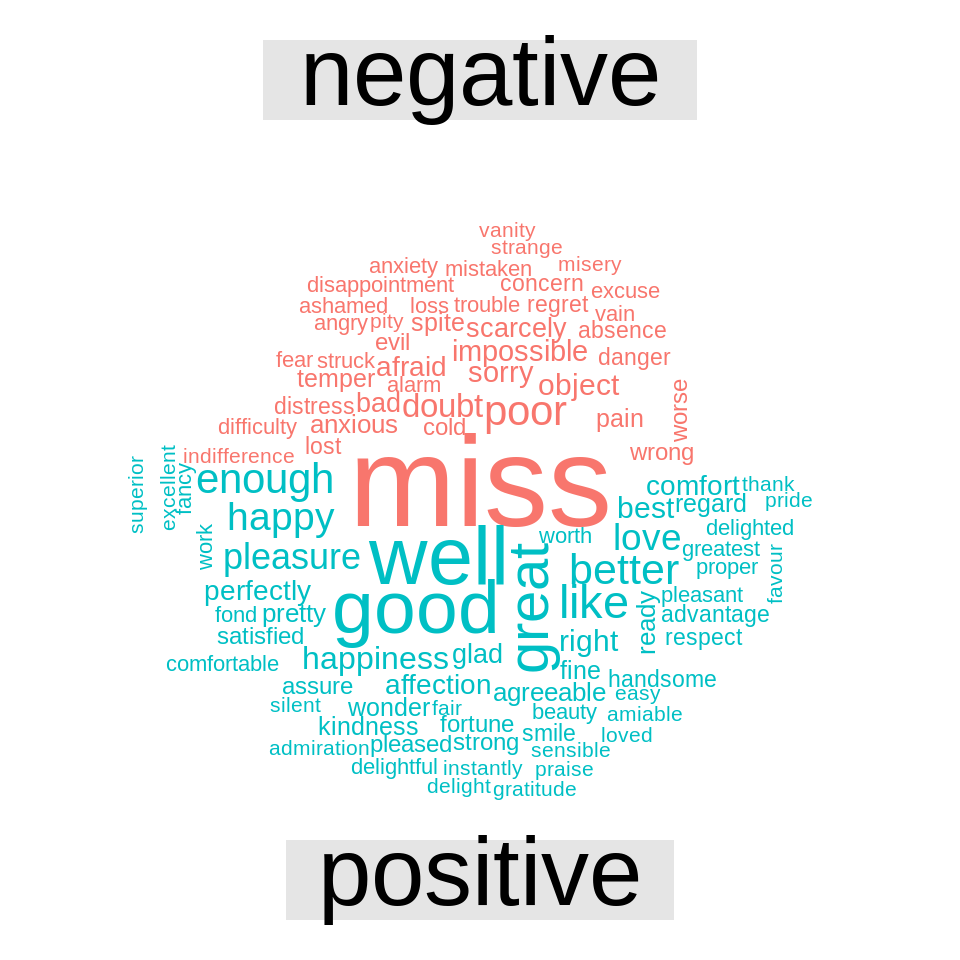 negative
vanity
strange
anxiety mistaken misery
disappointment concern excuse
ashamed loss trouble regret vain
angry pity spite scarcely absence
evil impossible danger
fear struck afraid sorry
temper alarm object worse
distress bad doubt poor pain
difficulty anxious cold
indifference lost miss wrong
superior excellent fancy enough comfort thank
happy best regard pride
work well worth love delighted
pleasure great better greatest proper favour
perfectly good like ready pleasant
fond pretty advantage
satisfied right respect
comfortable happiness glad fine handsome
assure affection agreeable easy
silent wonder fair beauty amiable
kindness fortune smile loved
admiration pleased strong sensible
delightful instantly praise
delight gratitude
positive